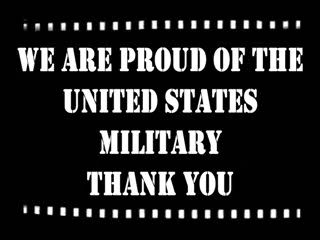 WE ARE PROUD OF THE
UNITED STATES
MILITARY
THANK YOU